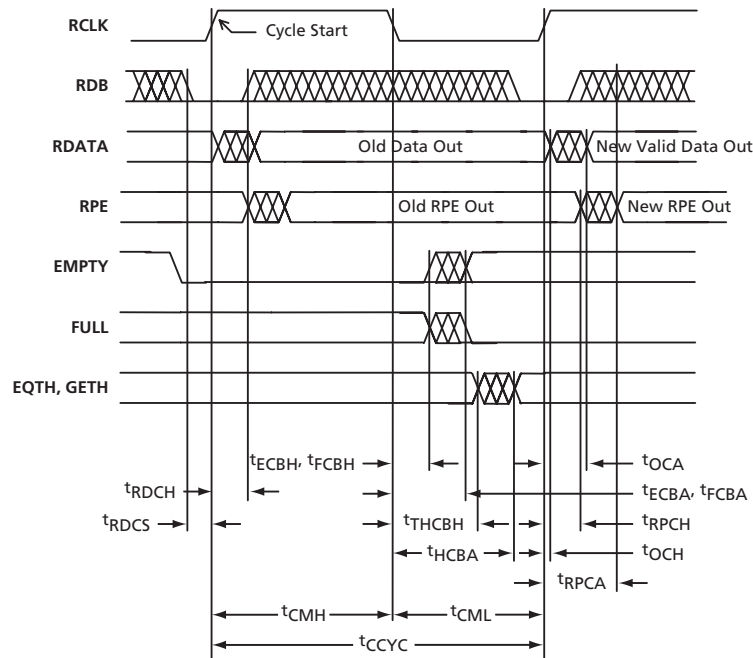 RCLK
Cycle Start
RDB
RDATA
Old Data Out
New Valid Data Out
RPE
Old RPE Out
New RPE Out
EMPTY
FULL
EQTH, GETH
tECBH, tFCBH
tOCA
tRDCH
tECBA, tFCBA
tRDCS
tTHCBH
tRPCH
tHCBA
tOCH
tRPCA
tCMH
tCML
tCCYC